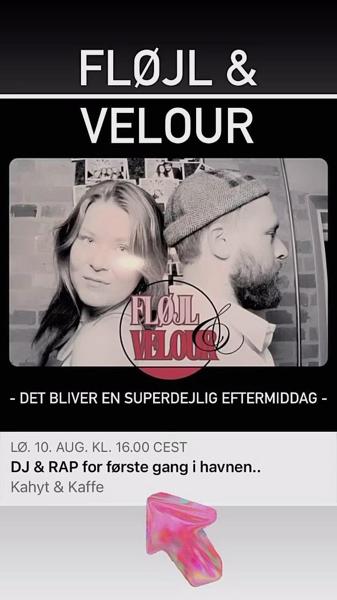 FLØJL &
VELOUR
FLØJL &
VELOUR
- DET BLIVER EN SUPERDEJLIG EFTERMIDDAG -
LØ. 10. AUG. KL. 16.00 CEST
DJ & RAP for første gang i havnen..
Kahyt & Kaffe